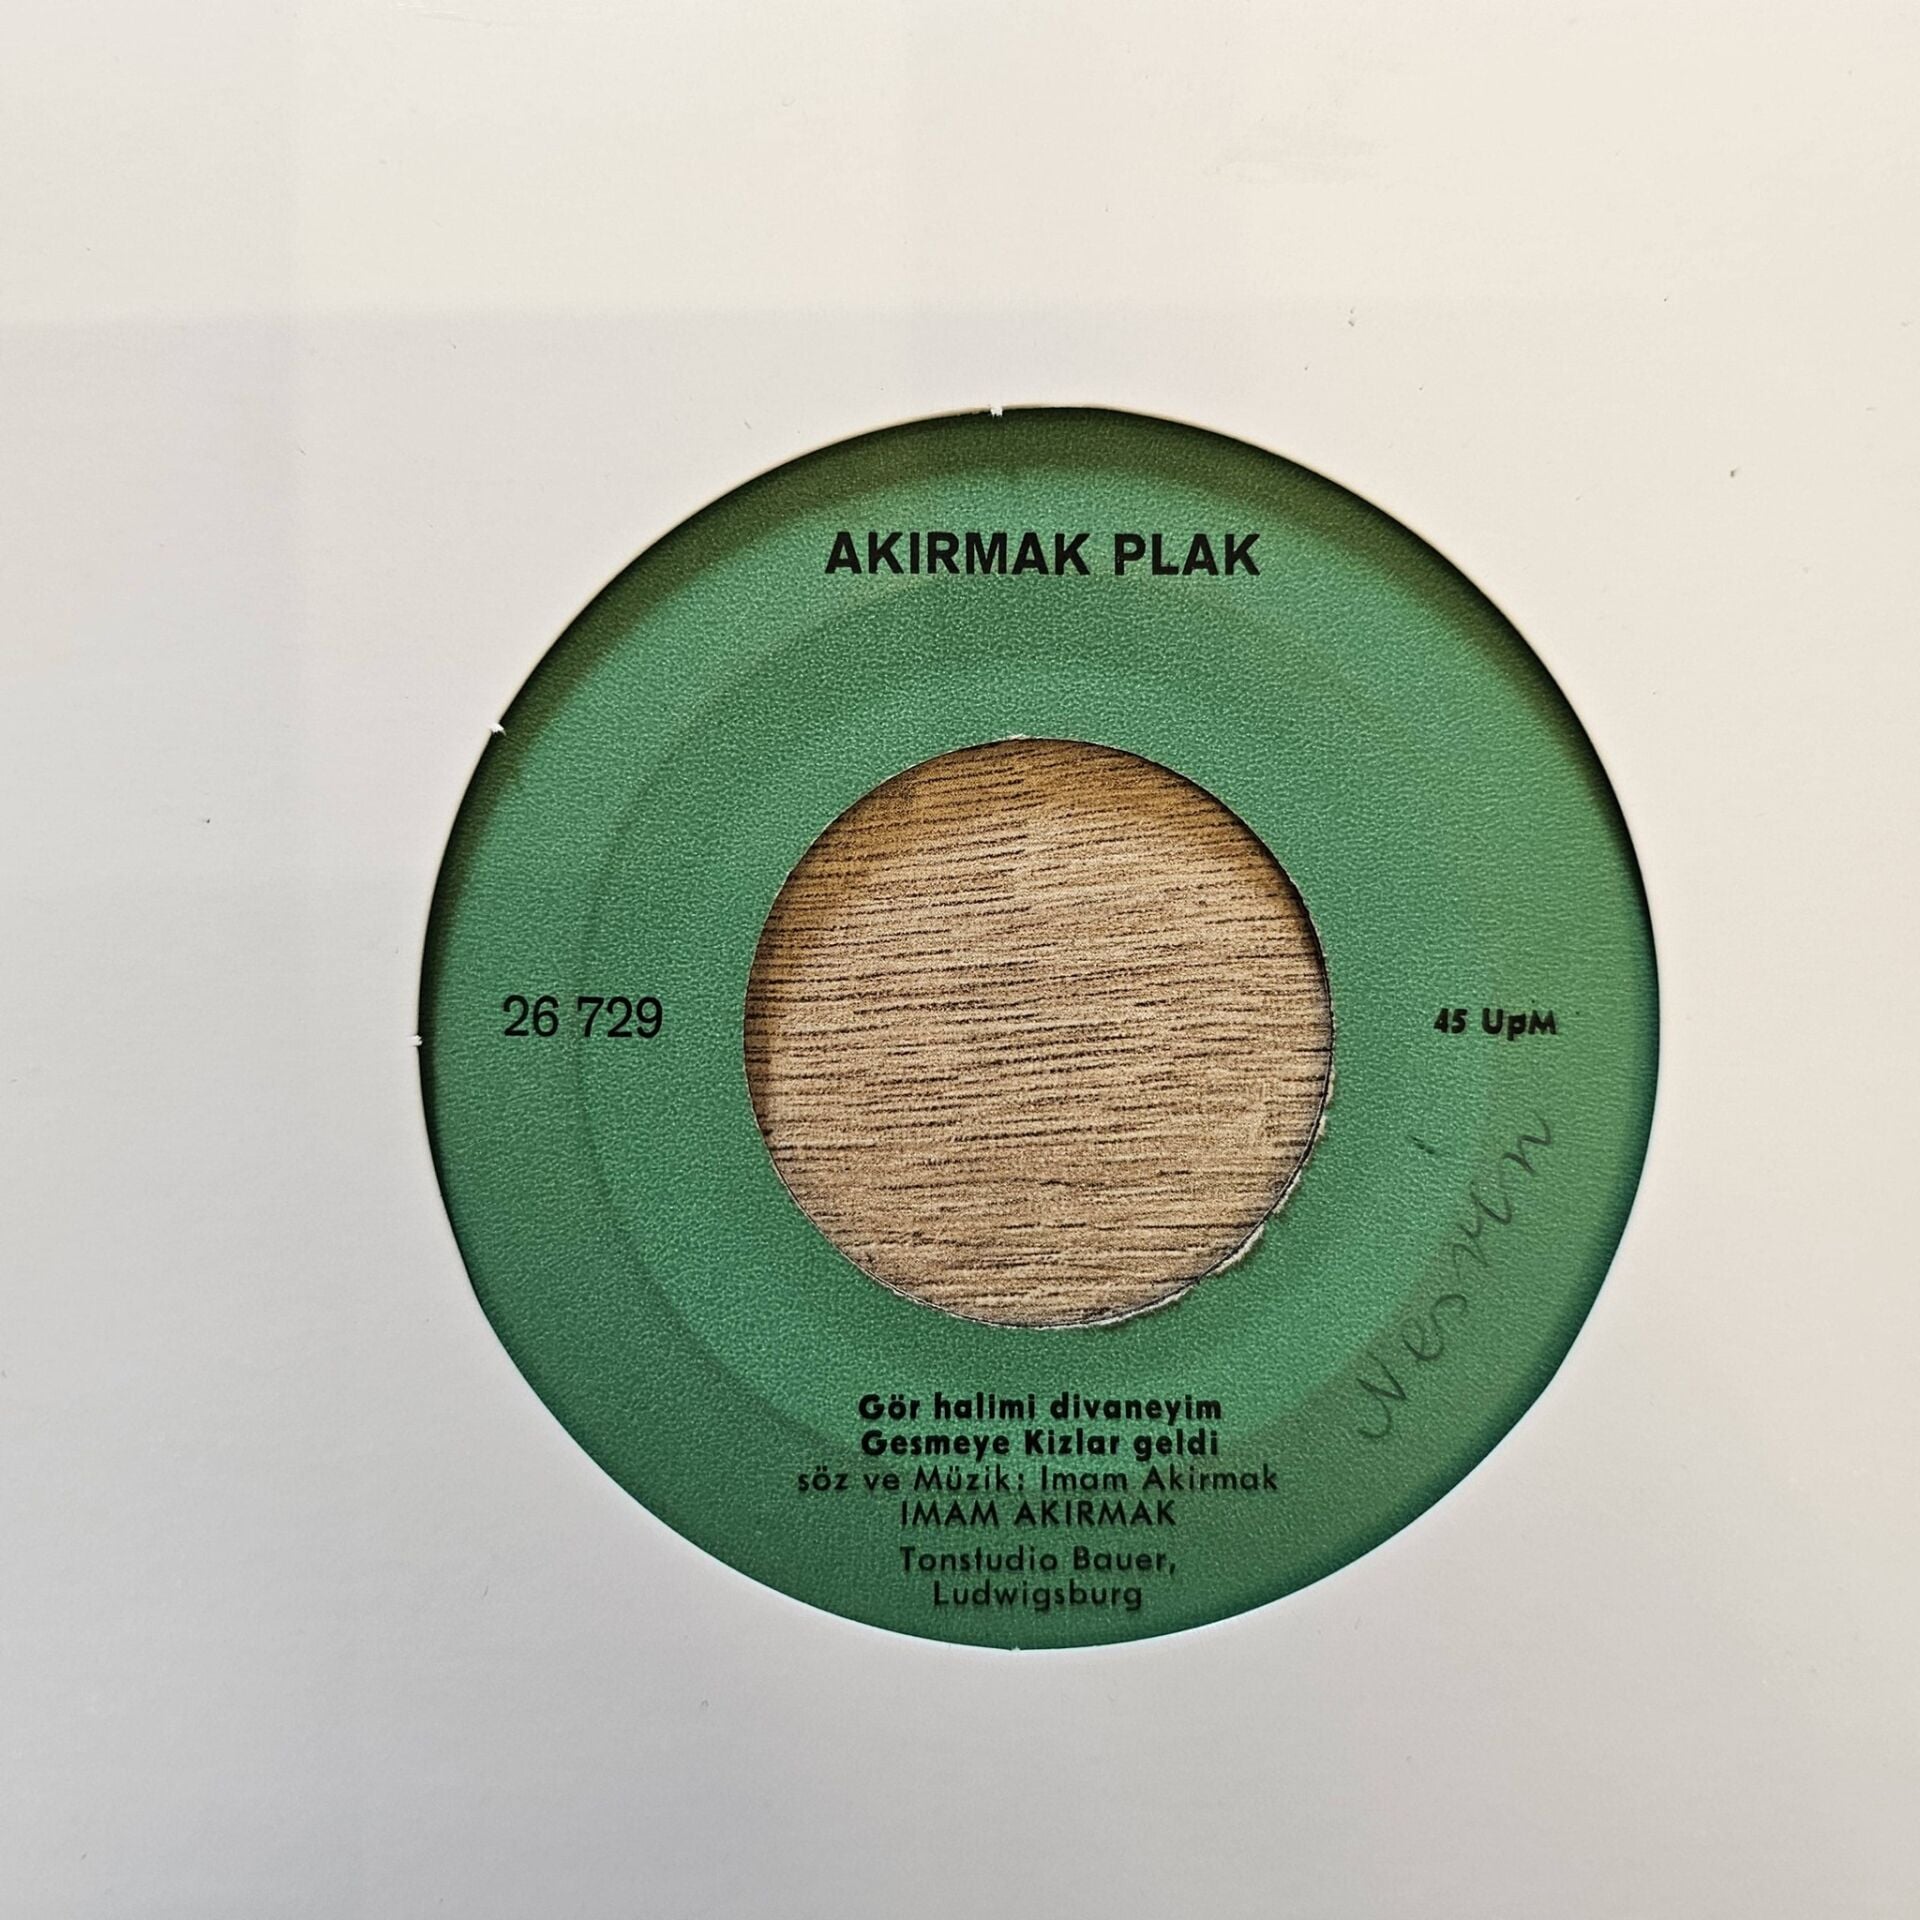 AKIRMAK PLAK
26 729
45 UpM
Nesrin
Gör halimi divaneyim
Gesmeye Kizlar geldi
söz ve Müzik: Imam Akirmak
IMAM AKIRMAK
Tonstudio Bauer,
Ludwigsburg